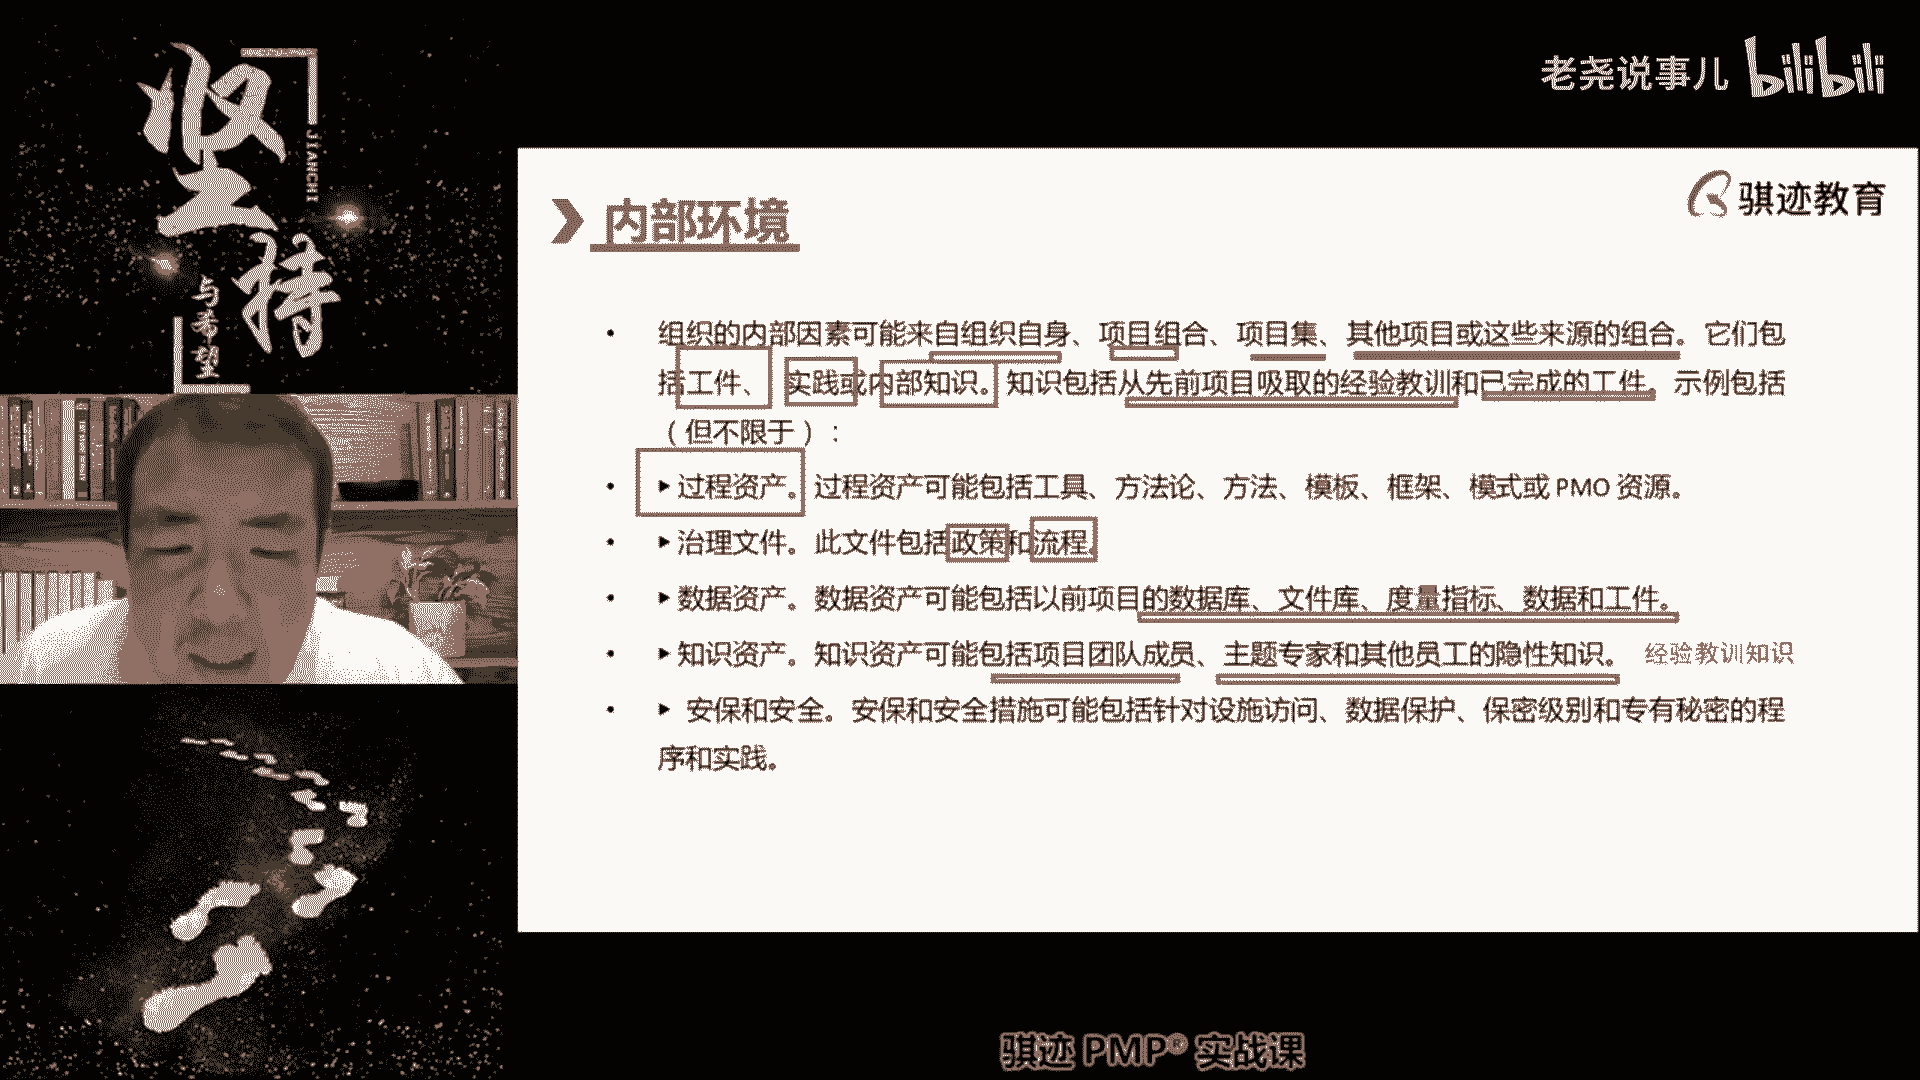 坚持
JIANCHI
与希望
老尧说事儿 bilibili
骐迹教育
内部环境
• 组织的内部因素可能来自组织自身、项目组合、项目集、其他项目或这些来源的组合。它们包
括工件、实践或内部知识。知识包括从先前项目吸取的经验教训和已完成的工件。示例包括
（但不限于）：
• ▶过程资产。过程资产可能包括工具、方法论、方法、模板、框架、模式或 PMO 资源。
• ▶治理文件。此文件包括政策和流程。
• ▶数据资产。数据资产可能包括以前项目的数据库、文件库、度量指标、数据和工件。
• ▶知识资产。知识资产可能包括项目团队成员、主题专家和其他员工的隐性知识。 经验教训知识
• ▶ 安保和安全。安保和安全措施可能包括针对设施访问、数据保护、保密级别和专有秘密的程
序和实践。
骐迹 PMP® 实战课